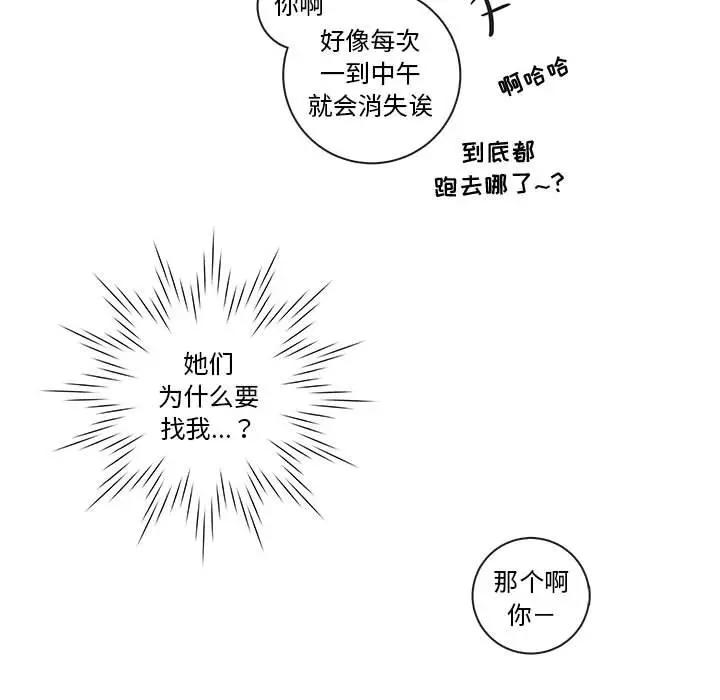 你啊
好像每次
一到中午
就会消失诶
啊哈哈
到底都
跑去哪了~?
她们
为什么要
找我...?
那个啊
你—